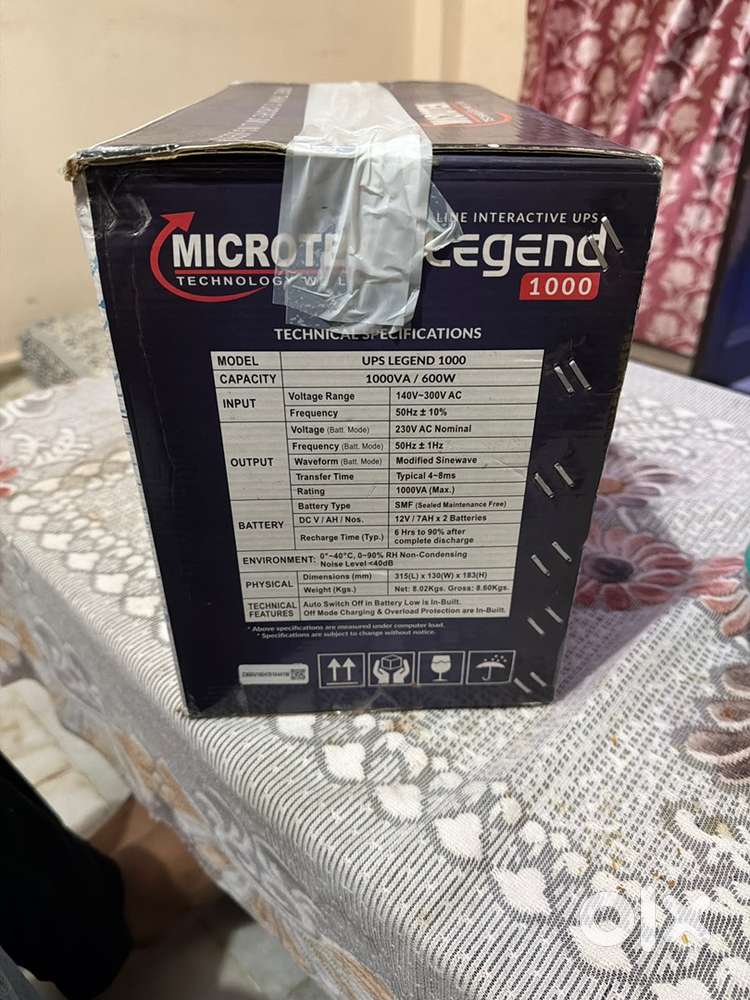 MICROTEK
LINE INTERACTIVE UPS
MICROTE
TECHNOLOGY
Legend
1000
TECHNICAL SPECIFICATIONS
MODEL UPS LEGEND 1000
CAPACITY 1000VA / 600W
INPUT Voltage Range 140V~300V AC
Frequency 50Hz ± 10%
OUTPUT Voltage (Batt. Mode) 230V AC Nominal
Frequency (Batt. Mode) 50Hz ± 1Hz
Waveform (Batt. Mode) Modified Sinewave
Transfer Time Typical 4~8ms
Rating 1000VA (Max.)
BATTERY Battery Type SMF (Sealed Maintenance Free)
DC V / AH / Nos. 12V / 7AH x 2 Batteries
Recharge Time (Typ.) 6 Hrs to 90% after
complete discharge
ENVIRONMENT: 0°~40°C, 0~90% RH Non-Condensing
Noise Level <40dB
PHYSICAL Dimensions (mm) 315(L) x 130(W) x 183(H)
Weight (Kgs.) Net: 8.02Kgs. Gross: 8.60Kgs.
TECHNICAL FEATURES Auto Switch Off in Battery Low is In-Built.
Off Mode Charging & Overload Protection are In-Built.
* Above specifications are measured under computer load.
* Specifications are subject to change without notice.
olx